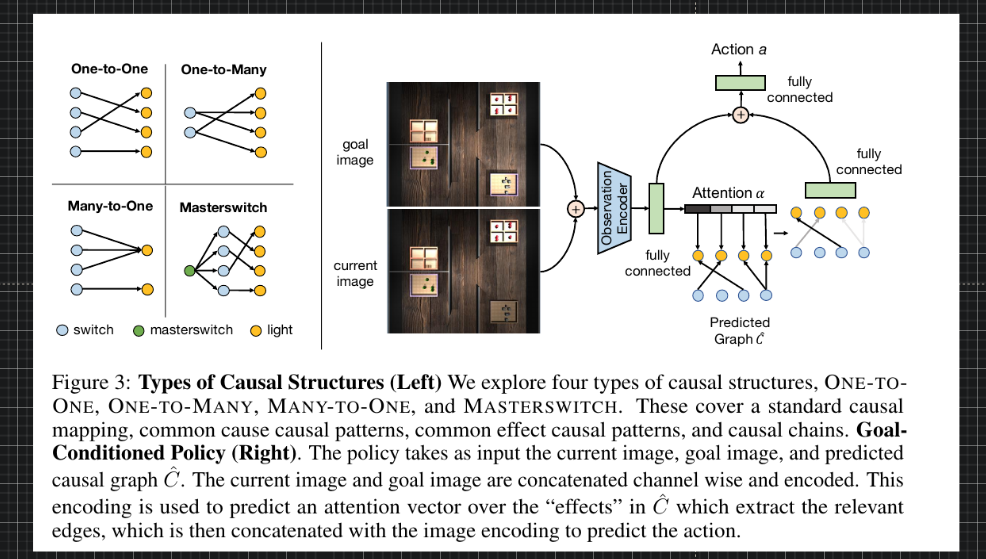 One-to-One
One-to-Many
Many-to-One
Masterswitch
switch
masterswitch
light
goal
image
current
image
Observation
Encoder
fully
connected
Attention α
Predicted
Graph Ĉ
Action a
fully
connected
fully
connected
Figure 3: Types of Causal Structures (Left) We explore four types of causal structures, ONE-TO-
ONE, ONE-TO-MANY, MANY-TO-ONE, and MASTERSWITCH. These cover a standard causal
mapping, common cause causal patterns, common effect causal patterns, and causal chains. Goal-
Conditioned Policy (Right). The policy takes as input the current image, goal image, and predicted
causal graph Ĉ. The current image and goal image are concatenated channel wise and encoded. This
encoding is used to predict an attention vector over the “effects” in Ĉ which extract the relevant
edges, which is then concatenated with the image encoding to predict the action.